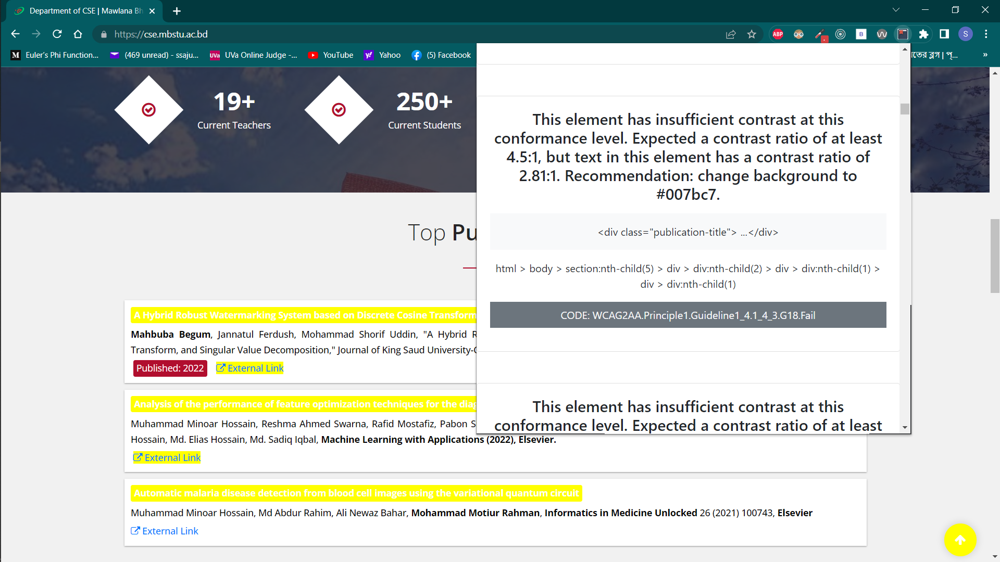 Department of CSE | Mawlana Bh
https://cse.mbstu.ac.bd
ABP
B
S
M Euler's Phi Function... (469 unread) - ssaju... UVa UVa Online Judge -... YouTube y! Yahoo (5) Facebook
তের ব্লগ | প্... »
19+
Current Teachers
250+
Current Students
Top Pu
A Hybrid Robust Watermarking System based on Discrete Cosine Transform
Mahbuba Begum, Jannatul Ferdush, Mohammad Shorif Uddin, "A Hybrid R
Transform, and Singular Value Decomposition," Journal of King Saud University-C
Published: 2022 External Link
Analysis of the performance of feature optimization techniques for the diag
Muhammad Minoar Hossain, Reshma Ahmed Swarna, Rafid Mostafiz, Pabon S
Hossain, Md. Elias Hossain, Md. Sadiq Iqbal, Machine Learning with Applications (2022), Elsevier.
External Link
Automatic malaria disease detection from blood cell images using the variational quantum circuit
Muhammad Minoar Hossain, Md Abdur Rahim, Ali Newaz Bahar, Mohammad Motiur Rahman, Informatics in Medicine Unlocked 26 (2021) 100743, Elsevier
External Link
This element has insufficient contrast at this
conformance level. Expected a contrast ratio of at least
4.5:1, but text in this element has a contrast ratio of
2.81:1. Recommendation: change background to
#007bc7.
<div class="publication-title"> ...</div>
html > body > section:nth-child(5) > div > div:nth-child(2) > div > div:nth-child(1) >
div > div:nth-child(1)
CODE: WCAG2AA.Principle1.Guideline1_4.1_4_3.G18.Fail
This element has insufficient contrast at this
conformance level. Expected a contrast ratio of at least